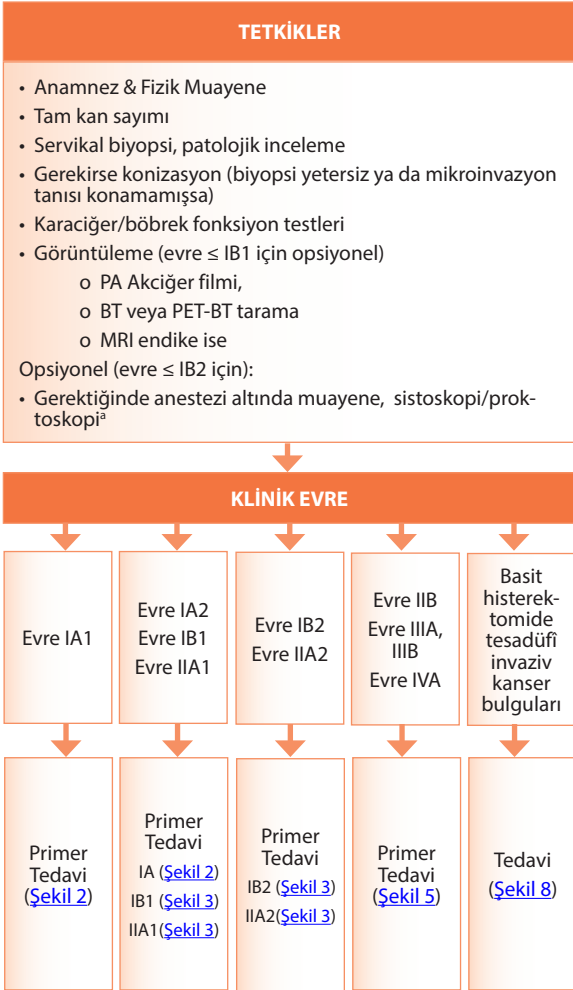 TETKİKLER
• Anamnez & Fizik Muayene
• Tam kan sayımı
• Servikal biyopsi, patolojik inceleme
• Gerekirse konizasyon (biyopsi yetersiz ya da mikroinvazyon
tanısı konamamışsa)
• Karaciğer/böbrek fonksiyon testleri
• Görüntüleme (evre ≤ IB1 için opsiyonel)
o PA Akciğer filmi,
o BT veya PET-BT tarama
o MRI endike ise
Opsiyonel (evre ≤ IB2 için):
• Gerektiğinde anestezi altında muayene, sistoskopi/prok-
toskopiᵃ
KLİNİK EVRE
Evre IA1
Evre IA2
Evre IB1
Evre IIA1
Evre IB2
Evre IIA2
Evre IIB
Evre IIIA,
IIIB
Evre IVA
Basit
histerek-
tomide
tesadüfî
invaziv
kanser
bulguları
Primer
Tedavi
(Şekil 2)
Primer
Tedavi
IA (Şekil 2)
IB1 (Şekil 3)
IIA1(Şekil 3)
Primer
Tedavi
IB2 (Şekil 3)
IIA2(Şekil 3)
Primer
Tedavi
(Şekil 5)
Tedavi
(Şekil 8)